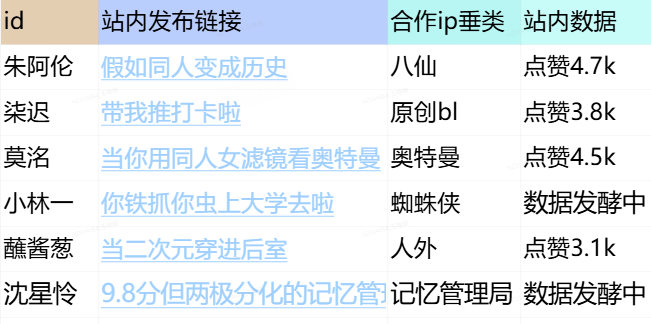 id 站内发布链接 合作ip垂类 站内数据
朱阿伦 假如同人变成历史 八仙 点赞4.7k
柒迟 带我推打卡啦 原创bl 点赞3.8k
莫洺 当你用同人女滤镜看奥特曼 奥特曼 点赞4.5k
小林一 你铁抓你虫上大学去啦 蜘蛛侠 数据发酵中
蘸酱葱 当二次元穿进后室 人外 点赞3.1k
沈星怜 9.8分但两极分化的记忆管 记忆管理局 数据发酵中